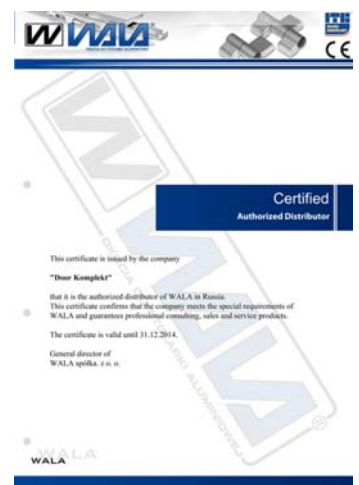 W WALA
CE
Certified
Authorized Distributor
This certificate is issued by the company
"Door Komplekt"
that it is the authorized distributor of WALA in Russia.
This certificate confirms that the company meets the special requirements of
WALA and guarantees professional consulting, sales and service products.
The certificate is valid until 31.12.2014.
General director of
WALA spółka. z o. o.
WALA
WALA